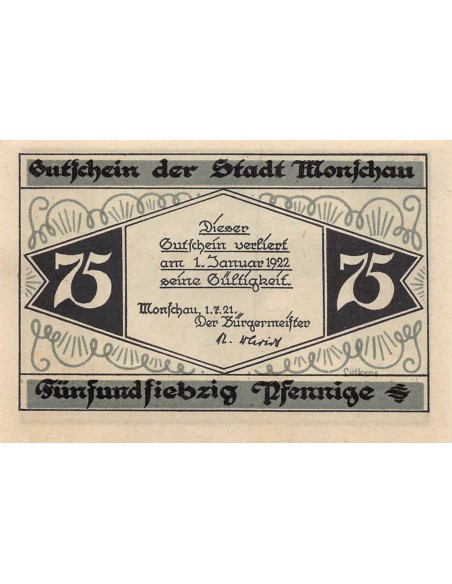 Gutschein der Stadt Monschau
75
Dieser
Gutschein verliert
am 1. Januar 1922
seine Gültigkeit.
75
Monschau, 1.7.21.
Der Bürgermeister
Fünfundsiebzig Pfennige